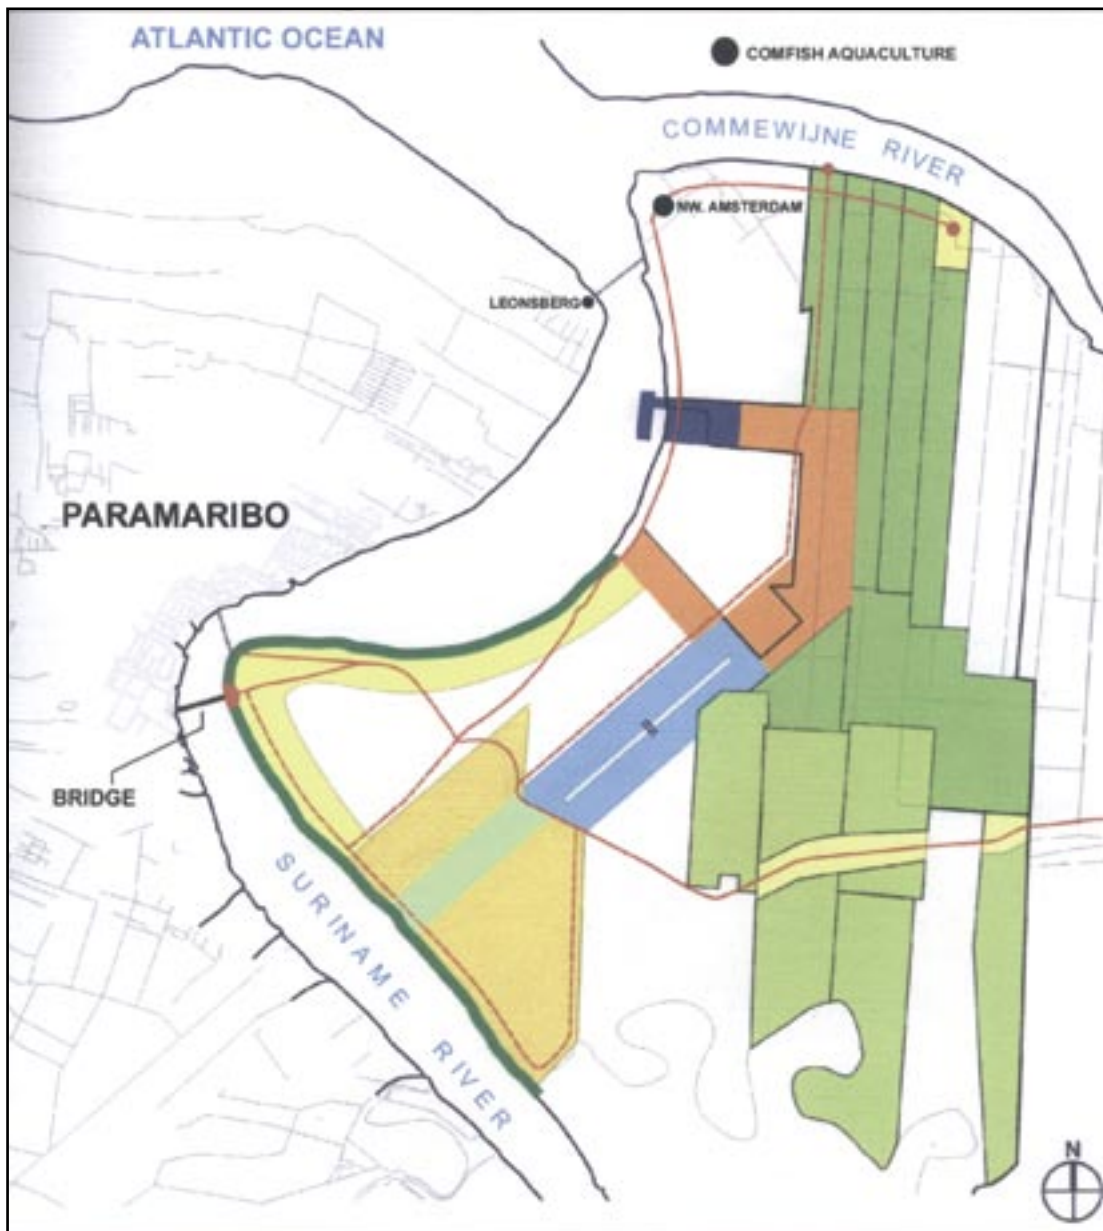 ATLANTIC OCEAN
COMFISH AQUACULTURE
COMMEWIJNE RIVER
NW. AMSTERDAM
LEONSBERG
PARAMARIBO
BRIDGE
SURINAME RIVER
N